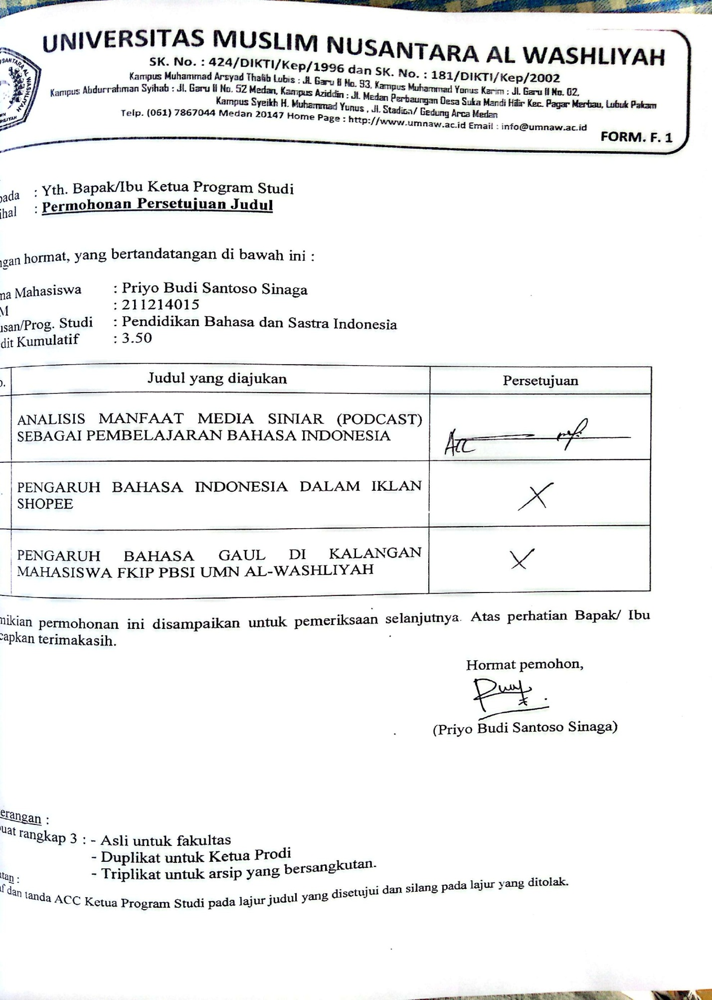 UNIVERSITAS MUSLIM NUSANTARA AL WASHLIYAH
SK. No. : 424/DIKTI/Kep/1996 dan SK. No. : 181/DIKTI/Kep/2002
Kampus Muhammad Arsyad Thalib Lubis : Jl. Garu II No. 93, Kampus Muhammad Yunus Karim : Jl. Garu II No. 02,
Kampus Abdurrahman Syihab : Jl. Garu II No. 52 Medan, Kampus Aziddin : Jl. Medan Perbaungan Desa Suka Mandi Hilir Kec. Pagar Merbau, Lubuk Pakam
Kampus Syeikh H. Muhammad Yunus , Jl. Stadion/ Gedung Arca Medan
Telp. (061) 7867044 Medan 20147 Home Page : http://www.umnaw.ac.id Email : info@umnaw.ac.id
FORM. F. 1
pada : Yth. Bapak/Ibu Ketua Program Studi
ihal : Permohonan Persetujuan Judul
ngan hormat, yang bertandatangan di bawah ini :
ma Mahasiswa : Priyo Budi Santoso Sinaga
M : 211214015
usan/Prog. Studi : Pendidikan Bahasa dan Sastra Indonesia
dit Kumulatif : 3.50
o. Judul yang diajukan Persetujuan
ANALISIS MANFAAT MEDIA SINIAR (PODCAST)
SEBAGAI PEMBELAJARAN BAHASA INDONESIA
Acc
PENGARUH BAHASA INDONESIA DALAM IKLAN
SHOPEE
X
PENGARUH BAHASA GAUL DI KALANGAN
MAHASISWA FKIP PBSI UMN AL-WASHLIYAH
X
mikian permohonan ini disampaikan untuk pemeriksaan selanjutnya. Atas perhatian Bapak/ Ibu
capkan terimakasih.
Hormat pemohon,
(Priyo Budi Santoso Sinaga)
erangan :
uat rangkap 3 : - Asli untuk fakultas
- Duplikat untuk Ketua Prodi
- Triplikat untuk arsip yang bersangkutan.
atan :
f dan tanda ACC Ketua Program Studi pada lajur judul yang disetujui dan silang pada lajur yang ditolak.